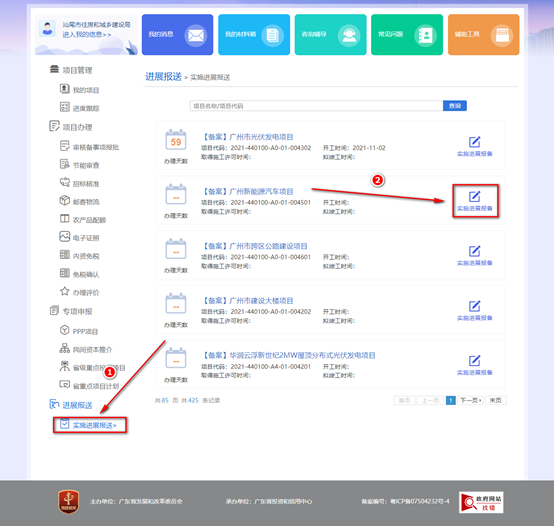 汕尾市住房和城乡建设局
进入我的信息>>
我的消息
我的材料箱
咨询辅导
常见问题
辅助工具
项目管理
我的项目
进度跟踪
项目办理
审核备事项报批
节能审查
招标核准
邮寄物流
农产品配额
电子证照
内资免税
免税确认
办理评价
专项申报
PPP项目
民间资本推介
省级重点
项目
省重点项目计划
进展报送
实施进展报送>
进展报送 > 实施进展报送
项目名称/项目代码
查询
59
办理天数
【备案】广州市光伏发电项目
项目代码：2021-440100-A0-01-004302 开工时间：2021-11-02
取得施工许可时间： 拟竣工时间：
实施进展报备
--
办理天数
【备案】广州新能源汽车项目
项目代码：2021-440100-A0-01-004501 开工时间：
取得施工许可时间： 拟竣工时间：
实施进展报备
--
办理天数
【备案】广州市跨区公路建设项目
项目代码：2021-440100-A0-01-004601 开工时间：
取得施工许可时间： 拟竣工时间：
实施进展报备
--
办理天数
【备案】广州市建设大楼项目
项目代码：2021-440100-A0-01-004202 开工时间：
取得施工许可时间： 拟竣工时间：
实施进展报备
--
办理天数
【备案】华润云浮新世纪2MW屋顶分布式光伏发电项目
项目代码：2021-440100-A4-04-002201 开工时间：
取得施工许可时间： 拟竣工时间：
实施进展报备
1
2
共 85 页 共 425 条记录
首页 上一页 1 下一页 末页
主办单位：广东省发展和改革委员会
承办单位：广东省投资和信用中心
备案编号：粤ICP备07504232号-4
政府网站
找错